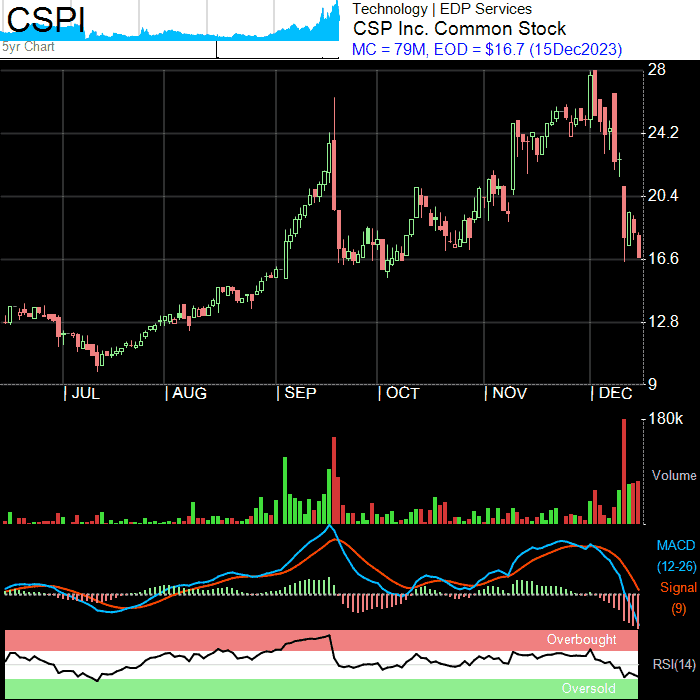 CSPI
5yr Chart
Technology | EDP Services
CSP Inc. Common Stock
MC = 79M, EOD = $16.7 (15Dec2023)
28
24.2
20.4
16.6
12.8
9
JUL
AUG
SEP
OCT
NOV
DEC
180k
Volume
MACD
(12-26)
Signal
(9)
Overbought
RSI(14)
Oversold